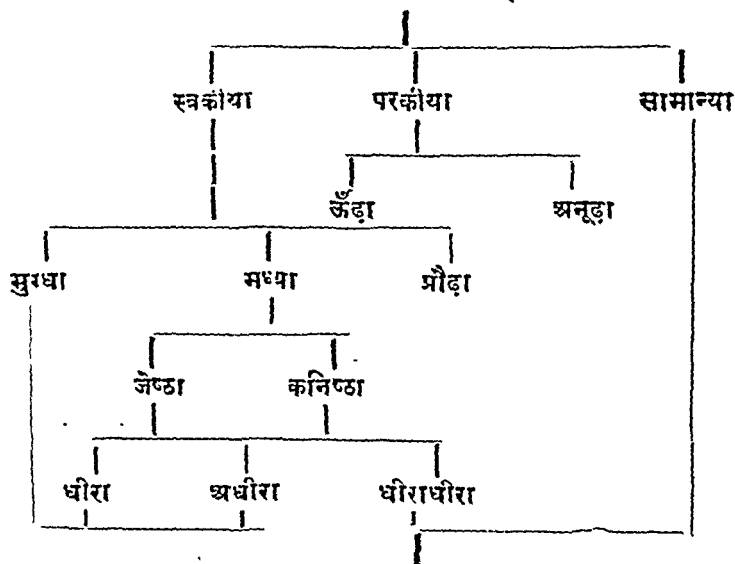 स्वकीया परकीया सामान्या
ऊँढ़ा अनूढ़ा
मुग्धा मध्या प्रौढ़ा
जेष्ठा कनिष्ठा
धीरा अधीरा धीराधीरा